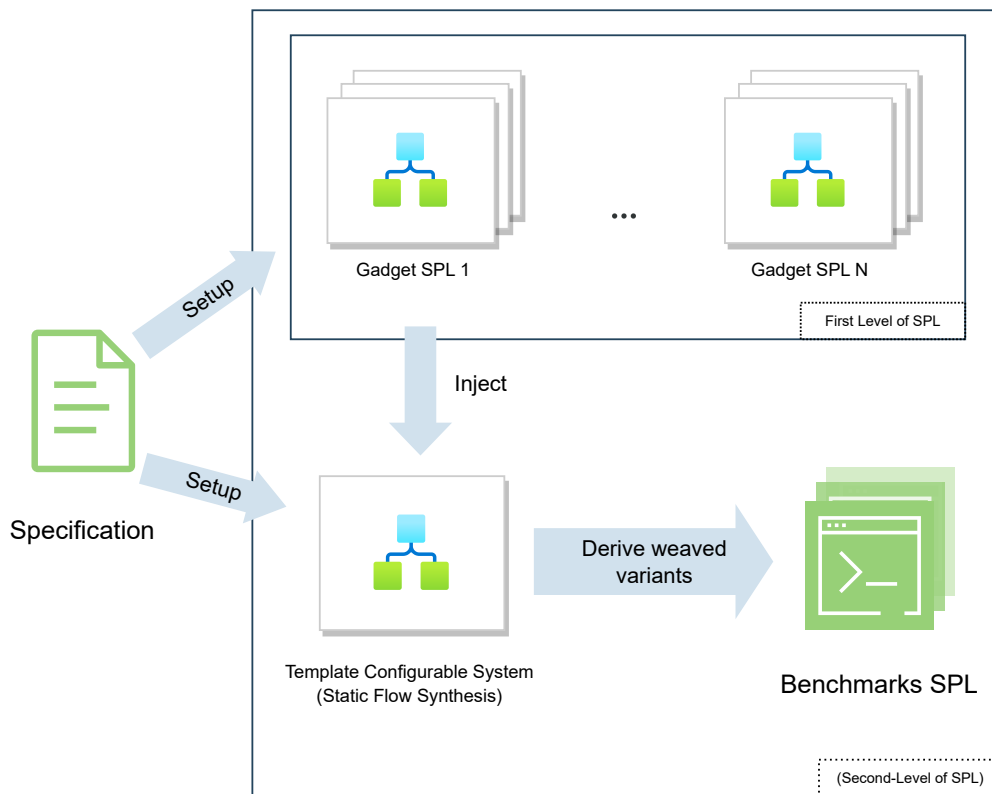 Gadget SPL 1
...
Gadget SPL N
First Level of SPL
Setup
Inject
Setup
Specification
Derive weaved
variants
Template Configurable System
(Static Flow Synthesis)
Benchmarks SPL
(Second-Level of SPL)